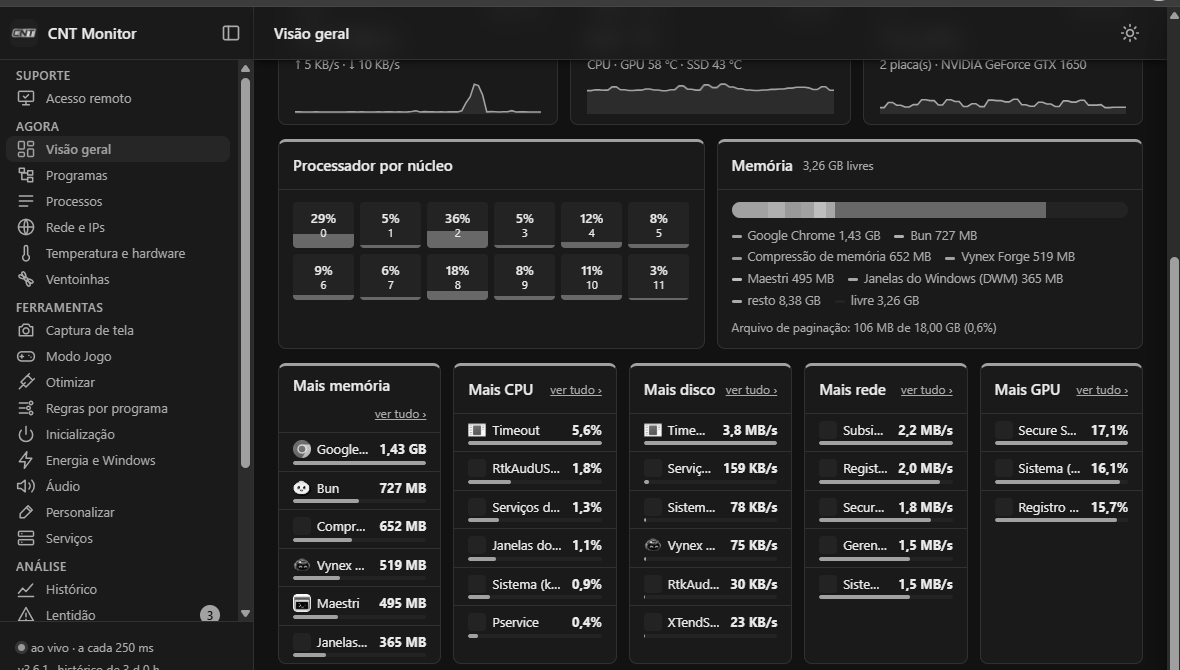 CNT
CNT Monitor
Visão geral
SUPORTE
Acesso remoto
AGORA
Visão geral
Programas
Processos
Rede e IPs
Temperatura e hardware
Ventoinhas
FERRAMENTAS
Captura de tela
Modo Jogo
Otimizar
Regras por programa
Inicialização
Energia e Windows
Áudio
Personalizar
Serviços
ANÁLISE
Histórico
Lentidão 3
ao vivo · a cada 250 ms
v3.6.1 · histórico de 3 d 0 h
↑ 5 KB/s · ↓ 10 KB/s
CPU · GPU 58 °C · SSD 43 °C
2 placa(s) · NVIDIA GeForce GTX 1650
Processador por núcleo
29% 5% 36% 5% 12% 8%
0 1 2 3 4 5
9% 6% 18% 8% 11% 3%
6 7 8 9 10 11
Memória 3,26 GB livres
Google Chrome 1,43 GB Bun 727 MB
Compressão de memória 652 MB Vynex Forge 519 MB
Maestri 495 MB Janelas do Windows (DWM) 365 MB
resto 8,38 GB livre 3,26 GB
Arquivo de paginação: 106 MB de 18,00 GB (0,6%)
Mais memória
ver tudo ›
Google... 1,43 GB
Bun 727 MB
Compr... 652 MB
Vynex ... 519 MB
Maestri 495 MB
Janelas... 365 MB
Mais CPU ver tudo ›
Timeout 5,6%
RtkAudUS... 1,8%
Serviços d... 1,3%
Janelas do... 1,1%
Sistema (k... 0,9%
Pservice 0,4%
Mais disco ver tudo ›
Time... 3,8 MB/s
Serviç... 159 KB/s
Sistem... 78 KB/s
Vynex ... 75 KB/s
RtkAud... 30 KB/s
XTendS... 23 KB/s
Mais rede ver tudo ›
Subsi... 2,2 MB/s
Regist... 2,0 MB/s
Secur... 1,8 MB/s
Geren... 1,5 MB/s
Siste... 1,5 MB/s
Mais GPU ver tudo ›
Secure S... 17,1%
Sistema (... 16,1%
Registro ... 15,7%